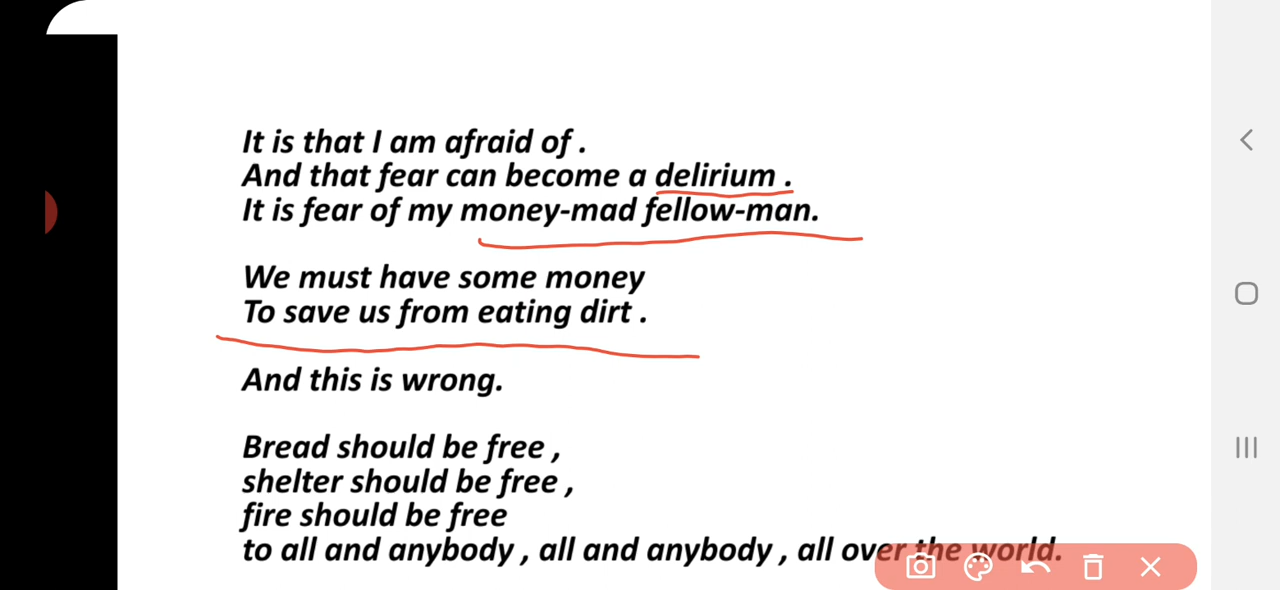 It is that I am afraid of .
And that fear can become a delirium .
It is fear of my money-mad fellow-man.
We must have some money
To save us from eating dirt .
And this is wrong.
Bread should be free ,
shelter should be free ,
fire should be free
to all and anybody , all and anybody , all over the world.